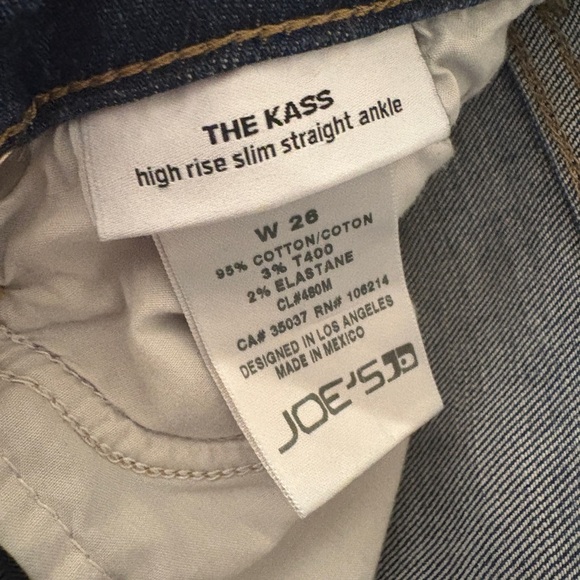 THE KASS
high rise slim straight ankle
W 26
95% COTTON/COTON
3% T400
2% ELASTANE
CL#480M
CA# 35037 RN# 106214
DESIGNED IN LOS ANGELES
MADE IN MEXICO
JOE'S JD